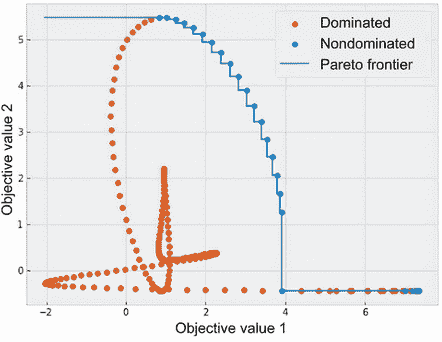 Dominated
Nondominated
Pareto frontier
5
4
3
2
1
0
Objective value 2
−2
0
2
4
6
Objective value 1